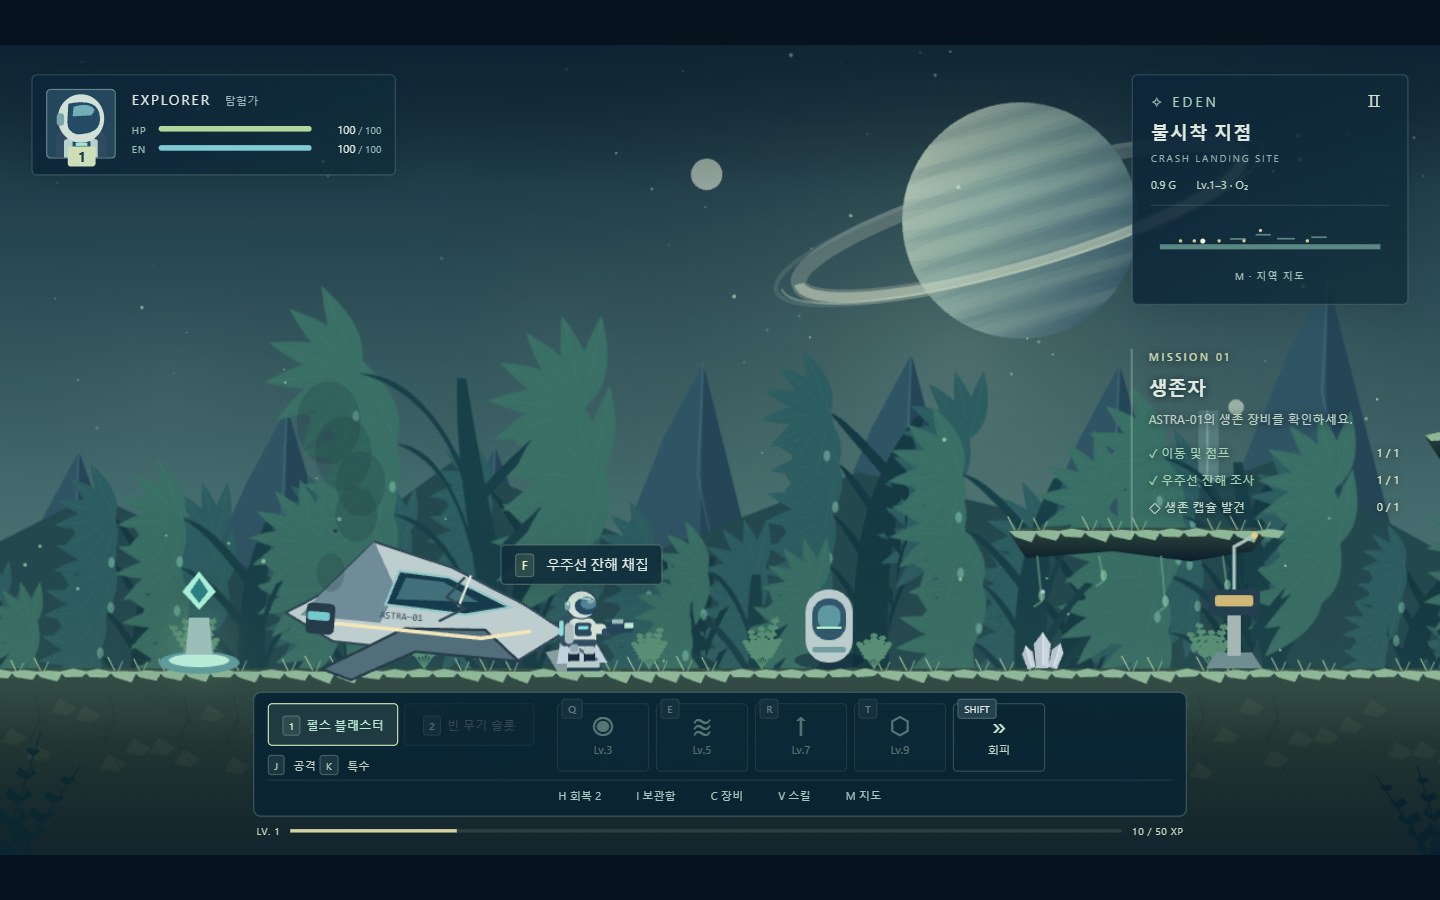 EXPLORER 탐험가
HP 100 / 100
EN 100 / 100
1
✧ EDEN
불시착 지점
CRASH LANDING SITE
0.9 G Lv.1–3 · O₂
M · 지역 지도
MISSION 01
생존자
ASTRA-01의 생존 장비를 확인하세요.
✓ 이동 및 점프 1 / 1
✓ 우주선 잔해 조사 1 / 1
◇ 생존 캡슐 발견 0 / 1
F 우주선 잔해 채집
ASTRA-01
1 펄스 블래스터
2 빈 무기 슬롯
J 공격 K 특수
Q Lv.3
E Lv.5
R Lv.7
T Lv.9
SHIFT » 회피
H 회복 2 I 보관함 C 장비 V 스킬 M 지도
LV. 1 10 / 50 XP